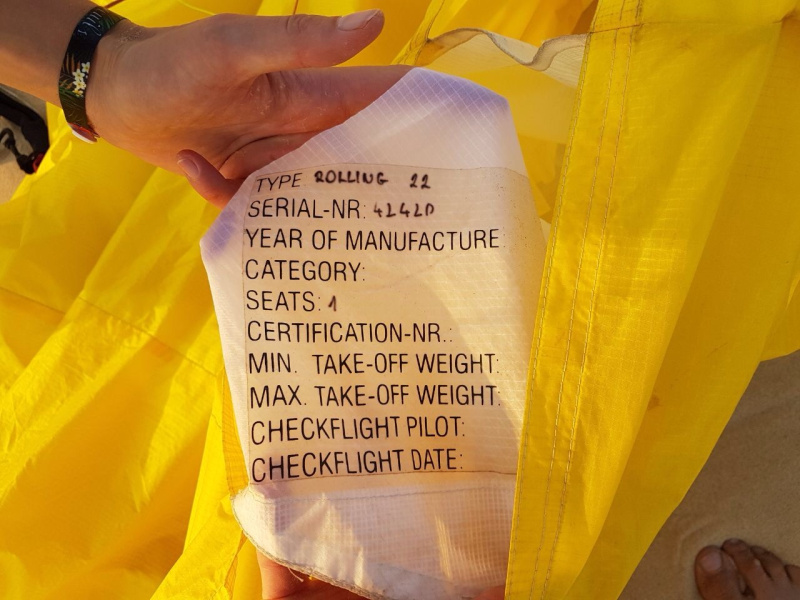 TYPE ROLLING 22
SERIAL-NR: 42420
YEAR OF MANUFACTURE:
CATEGORY:
SEATS: 1
CERTIFICATION-NR.:
MIN. TAKE-OFF WEIGHT:
MAX. TAKE-OFF WEIGHT:
CHECKFLIGHT PILOT:
CHECKFLIGHT DATE: